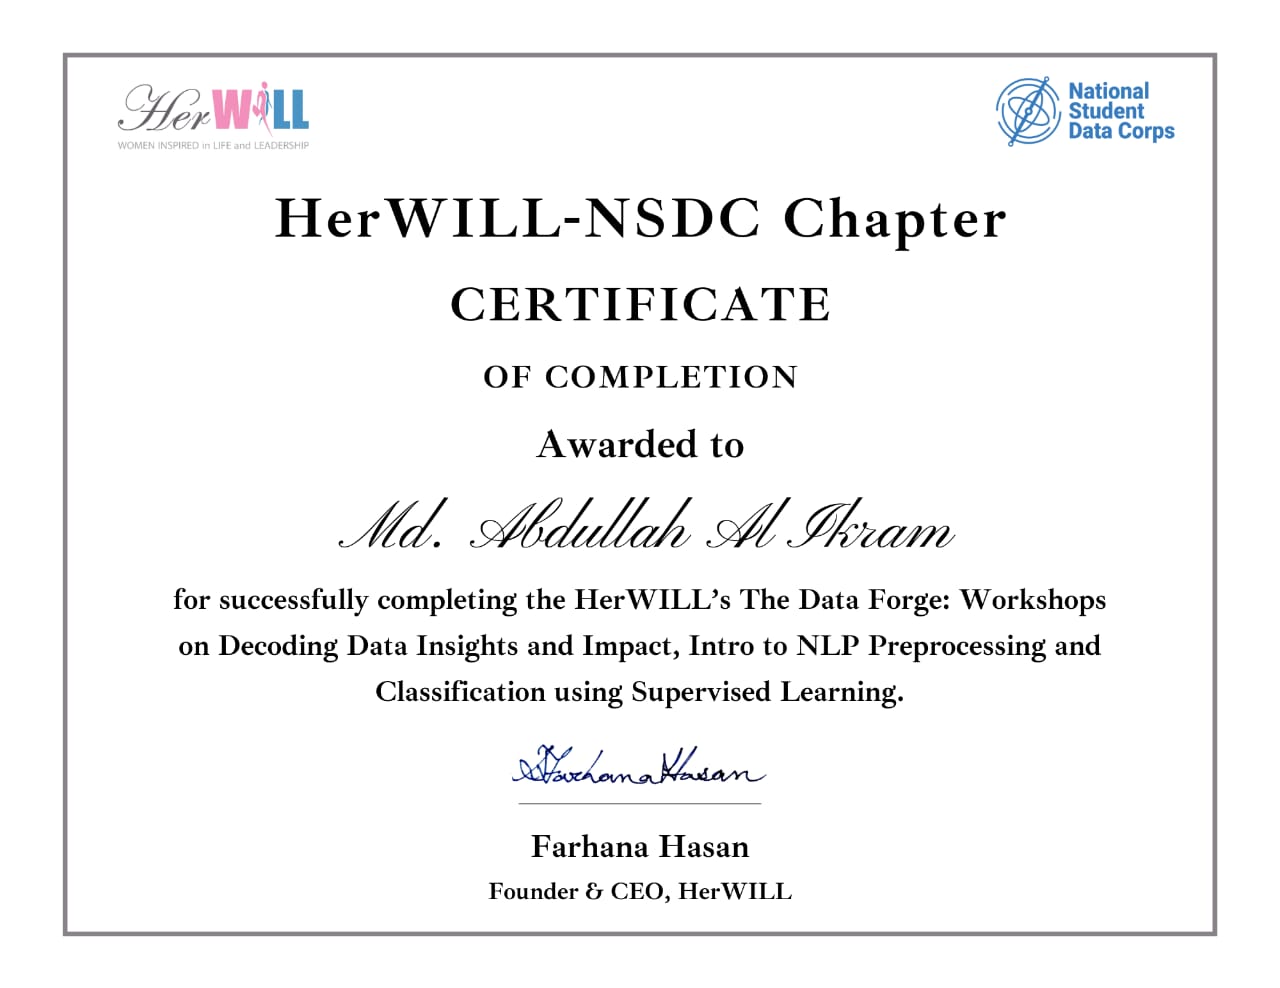 HerWILL
WOMEN INSPIRED in LIFE and LEADERSHIP
National
Student
Data Corps
HerWILL-NSDC Chapter
CERTIFICATE
OF COMPLETION
Awarded to
Md. Abdullah Al Ikram
for successfully completing the HerWILL’s The Data Forge: Workshops
on Decoding Data Insights and Impact, Intro to NLP Preprocessing and
Classification using Supervised Learning.
Farhana Hasan
Farhana Hasan
Founder & CEO, HerWILL